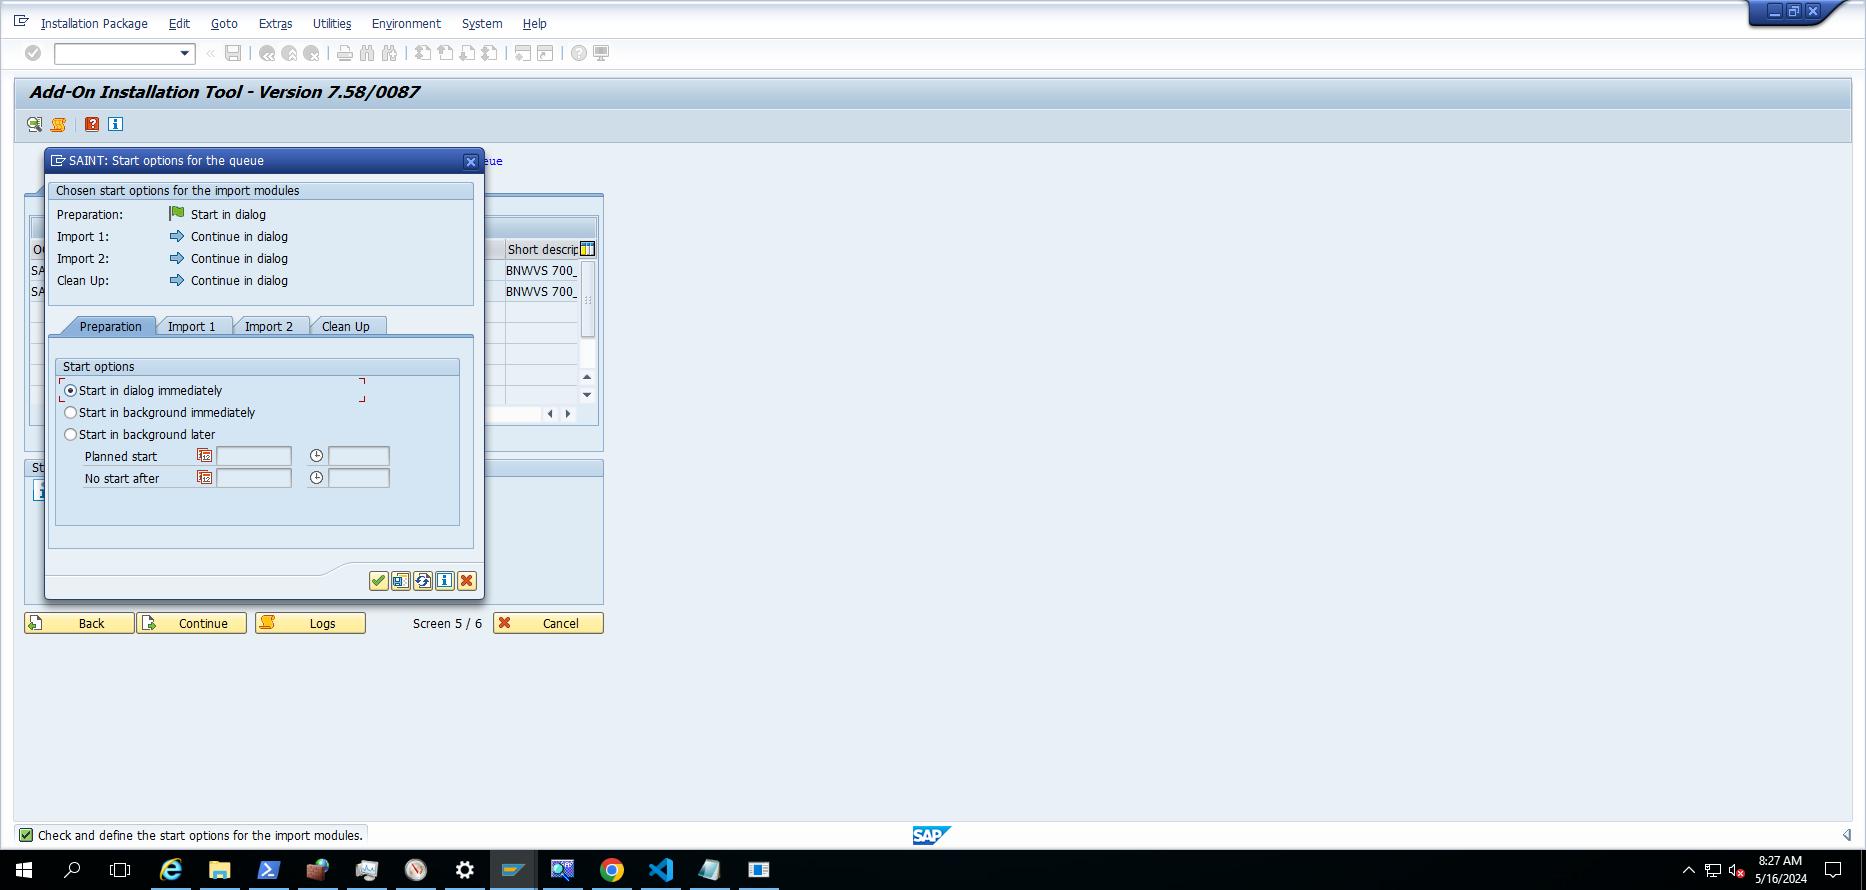 Installation Package Edit Goto Extras Utilities Environment System Help
Add-On Installation Tool - Version 7.58/0087
SAINT: Start options for the queue
eue
Chosen start options for the import modules
Preparation: Start in dialog
Import 1: Continue in dialog
Import 2: Continue in dialog
Clean Up: Continue in dialog
Short descrip
BNWVS 700_
BNWVS 700_
Preparation Import 1 Import 2 Clean Up
Start options
Start in dialog immediately
Start in background immediately
Start in background later
Planned start
No start after
SA
SA
St
Back Continue Logs Screen 5 / 6 Cancel
Check and define the start options for the import modules.
SAP
8:27 AM
5/16/2024